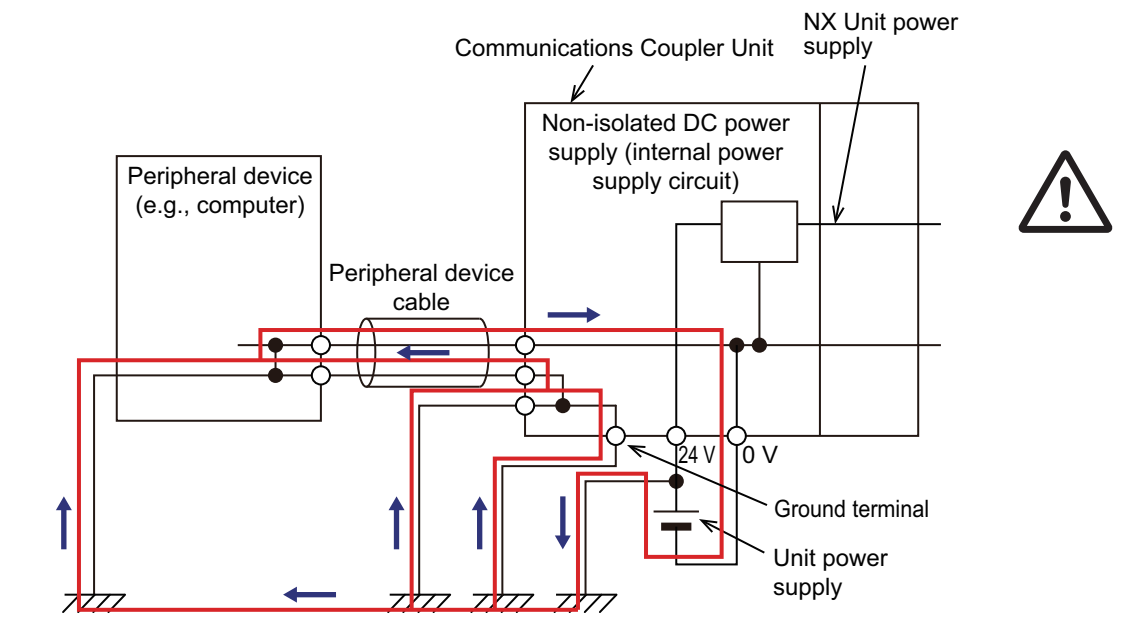 NX Unit power
supply
Communications Coupler Unit
Non-isolated DC power
supply (internal power
supply circuit)
Peripheral device
(e.g., computer)
Peripheral device
cable
24 V
0 V
Ground terminal
Unit power
supply